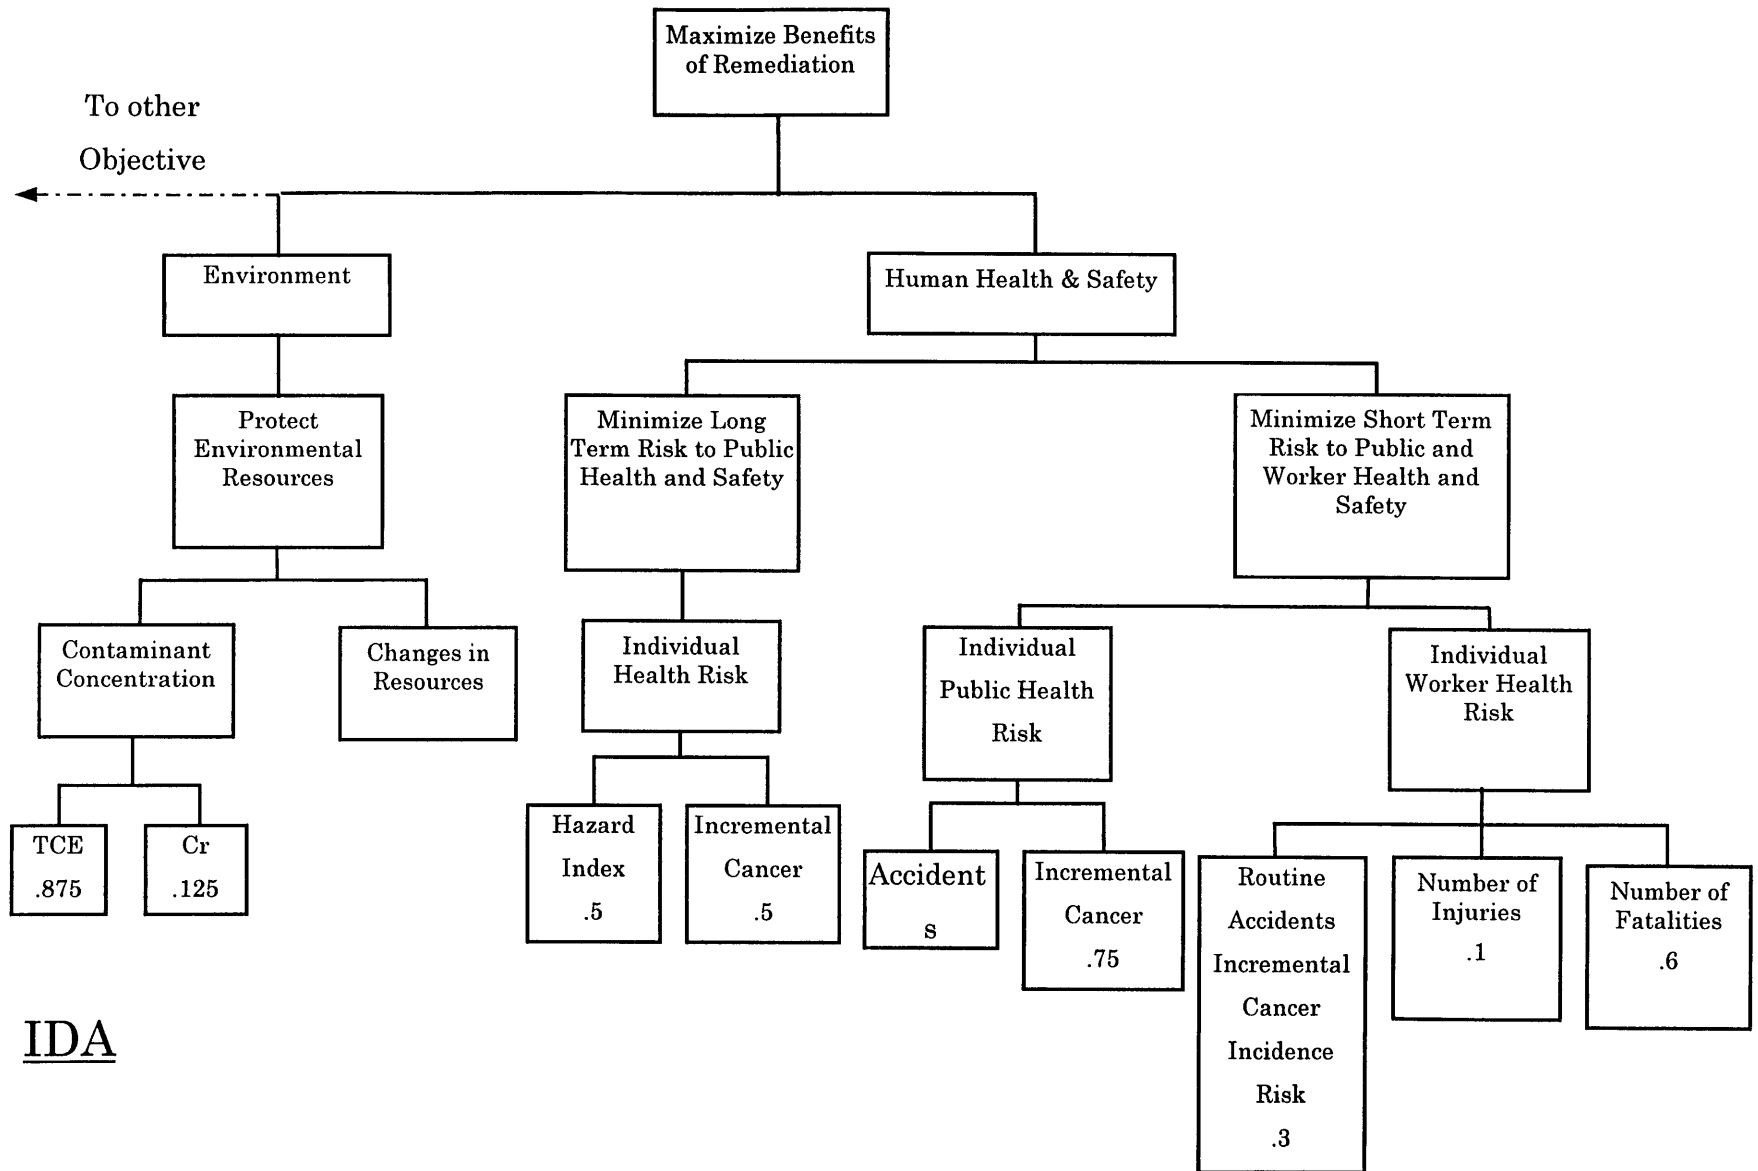 Maximize Benefits
of Remediation
To other
Objective
Environment
Human Health & Safety
Protect
Environmental
Resources
Minimize Long
Term Risk to Public
Health and Safety
Minimize Short Term
Risk to Public and
Worker Health and
Safety
Contaminant
Concentration
Changes in
Resources
Individual
Health Risk
Individual
Public Health
Risk
Individual
Worker Health
Risk
TCE
.875
Cr
.125
Hazard
Index
.5
Incremental
Cancer
.5
Accident
s
Incremental
Cancer
.75
Routine
Accidents
Incremental
Cancer
Incidence
Risk
.3
Number of
Injuries
.1
Number of
Fatalities
.6
IDA